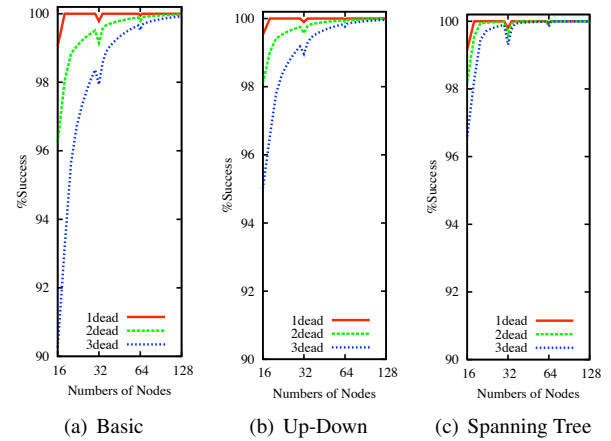 100
98
96
94
92
90
%Success
1dead
2dead
3dead
16 32 64 128
Numbers of Nodes
(a) Basic
100
98
96
94
92
90
%Success
1dead
2dead
3dead
16 32 64 128
Numbers of Nodes
(b) Up-Down
100
98
96
94
92
90
%Success
1dead
2dead
3dead
16 32 64 128
Numbers of Nodes
(c) Spanning Tree